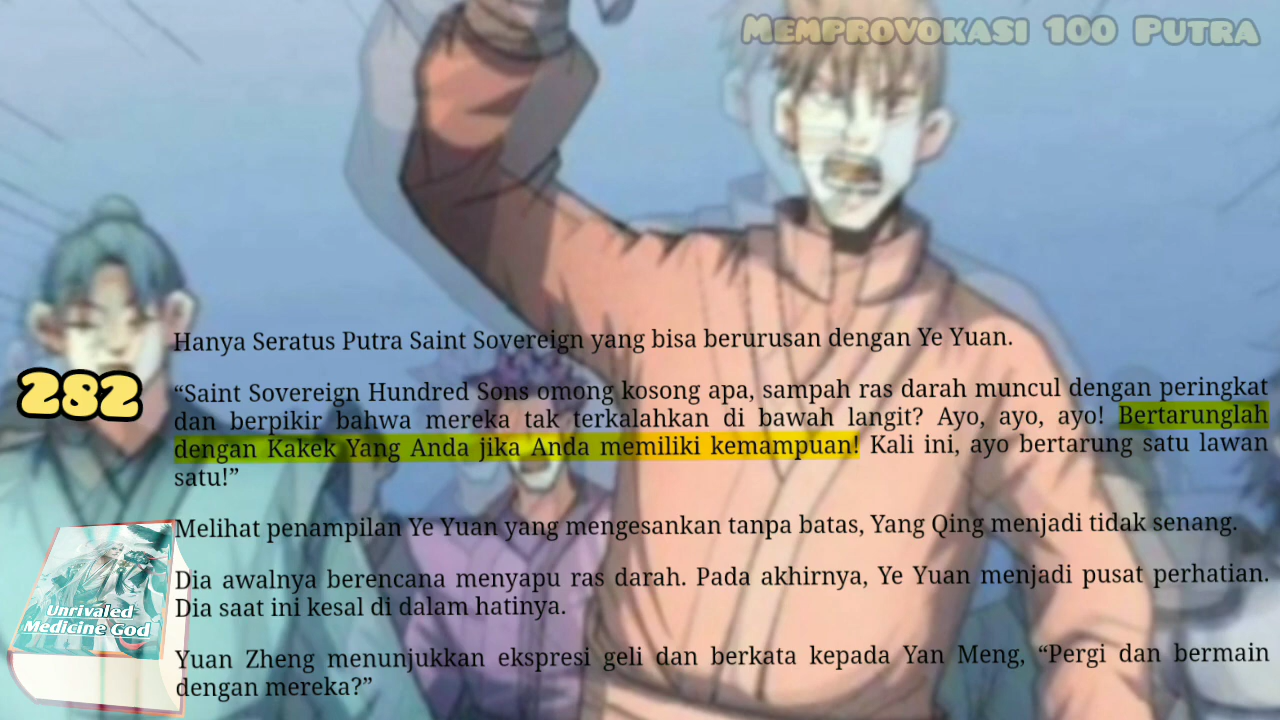 Memprovokasi 100 Putra
Hanya Seratus Putra Saint Sovereign yang bisa berurusan dengan Ye Yuan.
282
“Saint Sovereign Hundred Sons omong kosong apa, sampah ras darah muncul dengan peringkat
dan berpikir bahwa mereka tak terkalahkan di bawah langit? Ayo, ayo, ayo! Bertarunglah
dengan Kakek Yang Anda jika Anda memiliki kemampuan! Kali ini, ayo bertarung satu lawan
satu!”
Melihat penampilan Ye Yuan yang mengesankan tanpa batas, Yang Qing menjadi tidak senang.
Dia awalnya berencana menyapu ras darah. Pada akhirnya, Ye Yuan menjadi pusat perhatian.
Dia saat ini kesal di dalam hatinya.
Yuan Zheng menunjukkan ekspresi geli dan berkata kepada Yan Meng, “Pergi dan bermain
dengan mereka?”
Unrivaled
Medicine God